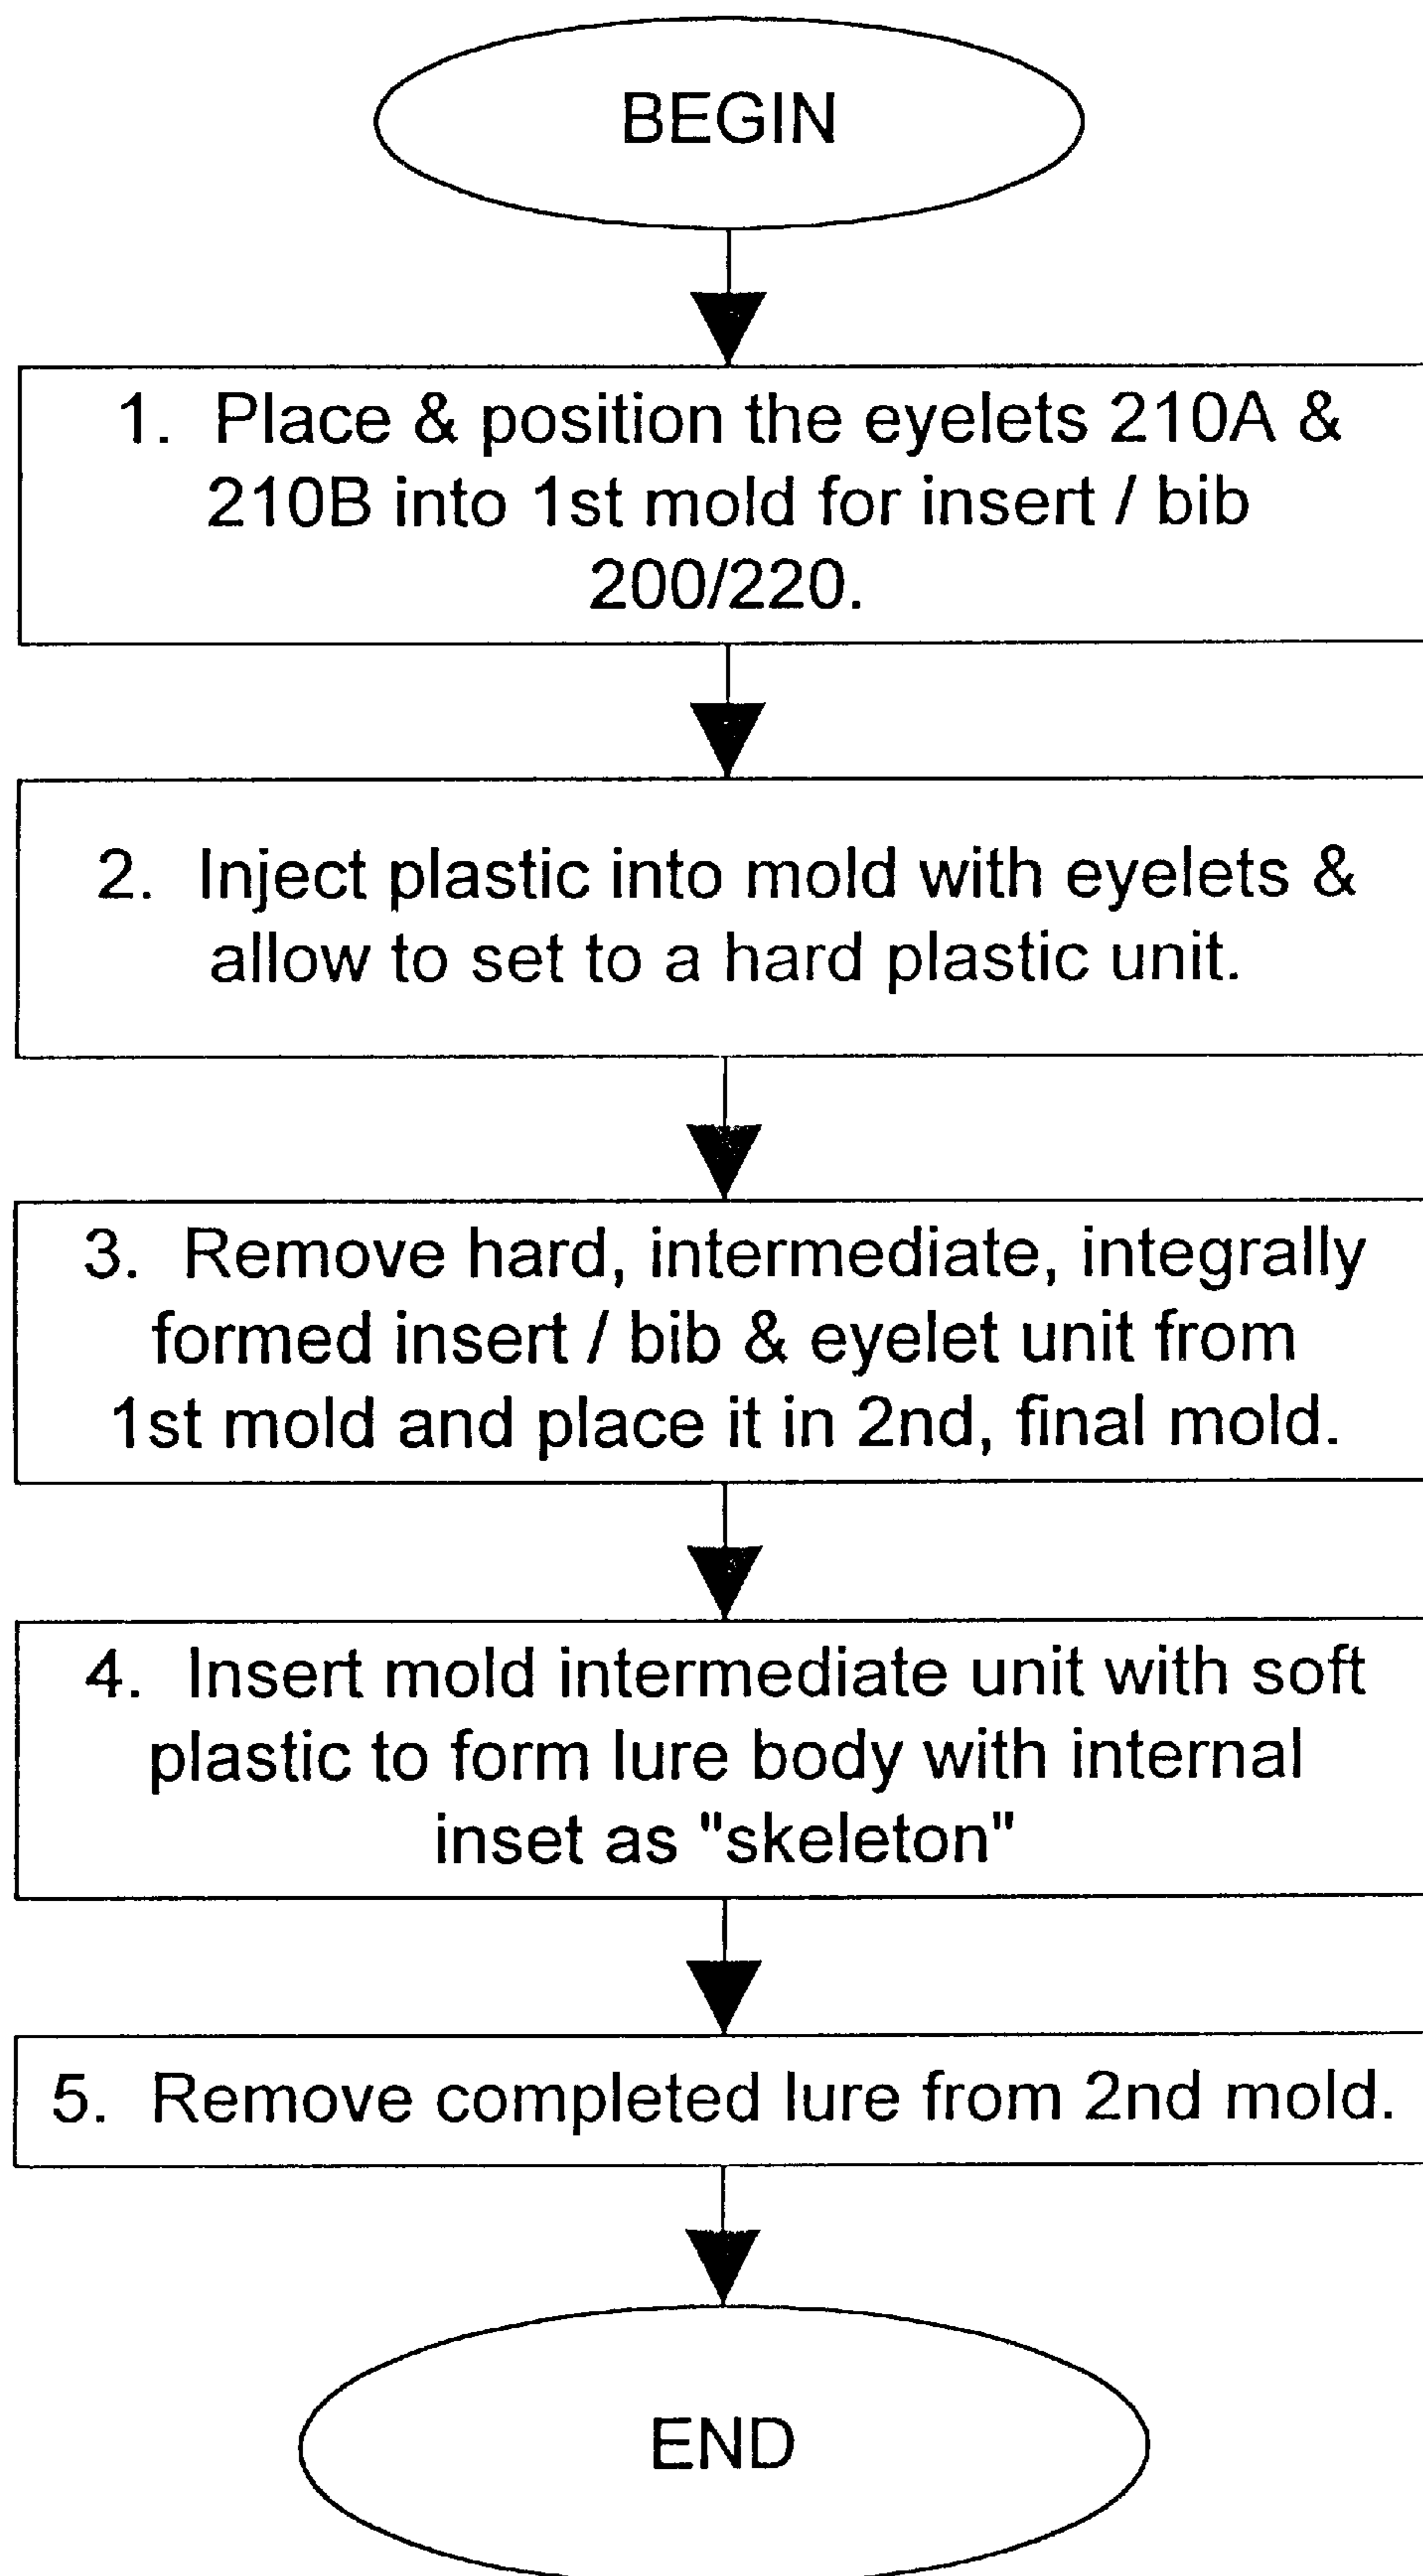 BEGIN
1. Place & position the eyelets 210A &
210B into 1st mold for insert / bib
200/220.
2. Inject plastic into mold with eyelets &
allow to set to a hard plastic unit.
3. Remove hard, intermediate, integrally
formed insert / bib & eyelet unit from
1st mold and place it in 2nd, final mold.
4. Insert mold intermediate unit with soft
plastic to form lure body with internal
inset as "skeleton"
5. Remove completed lure from 2nd mold.
END